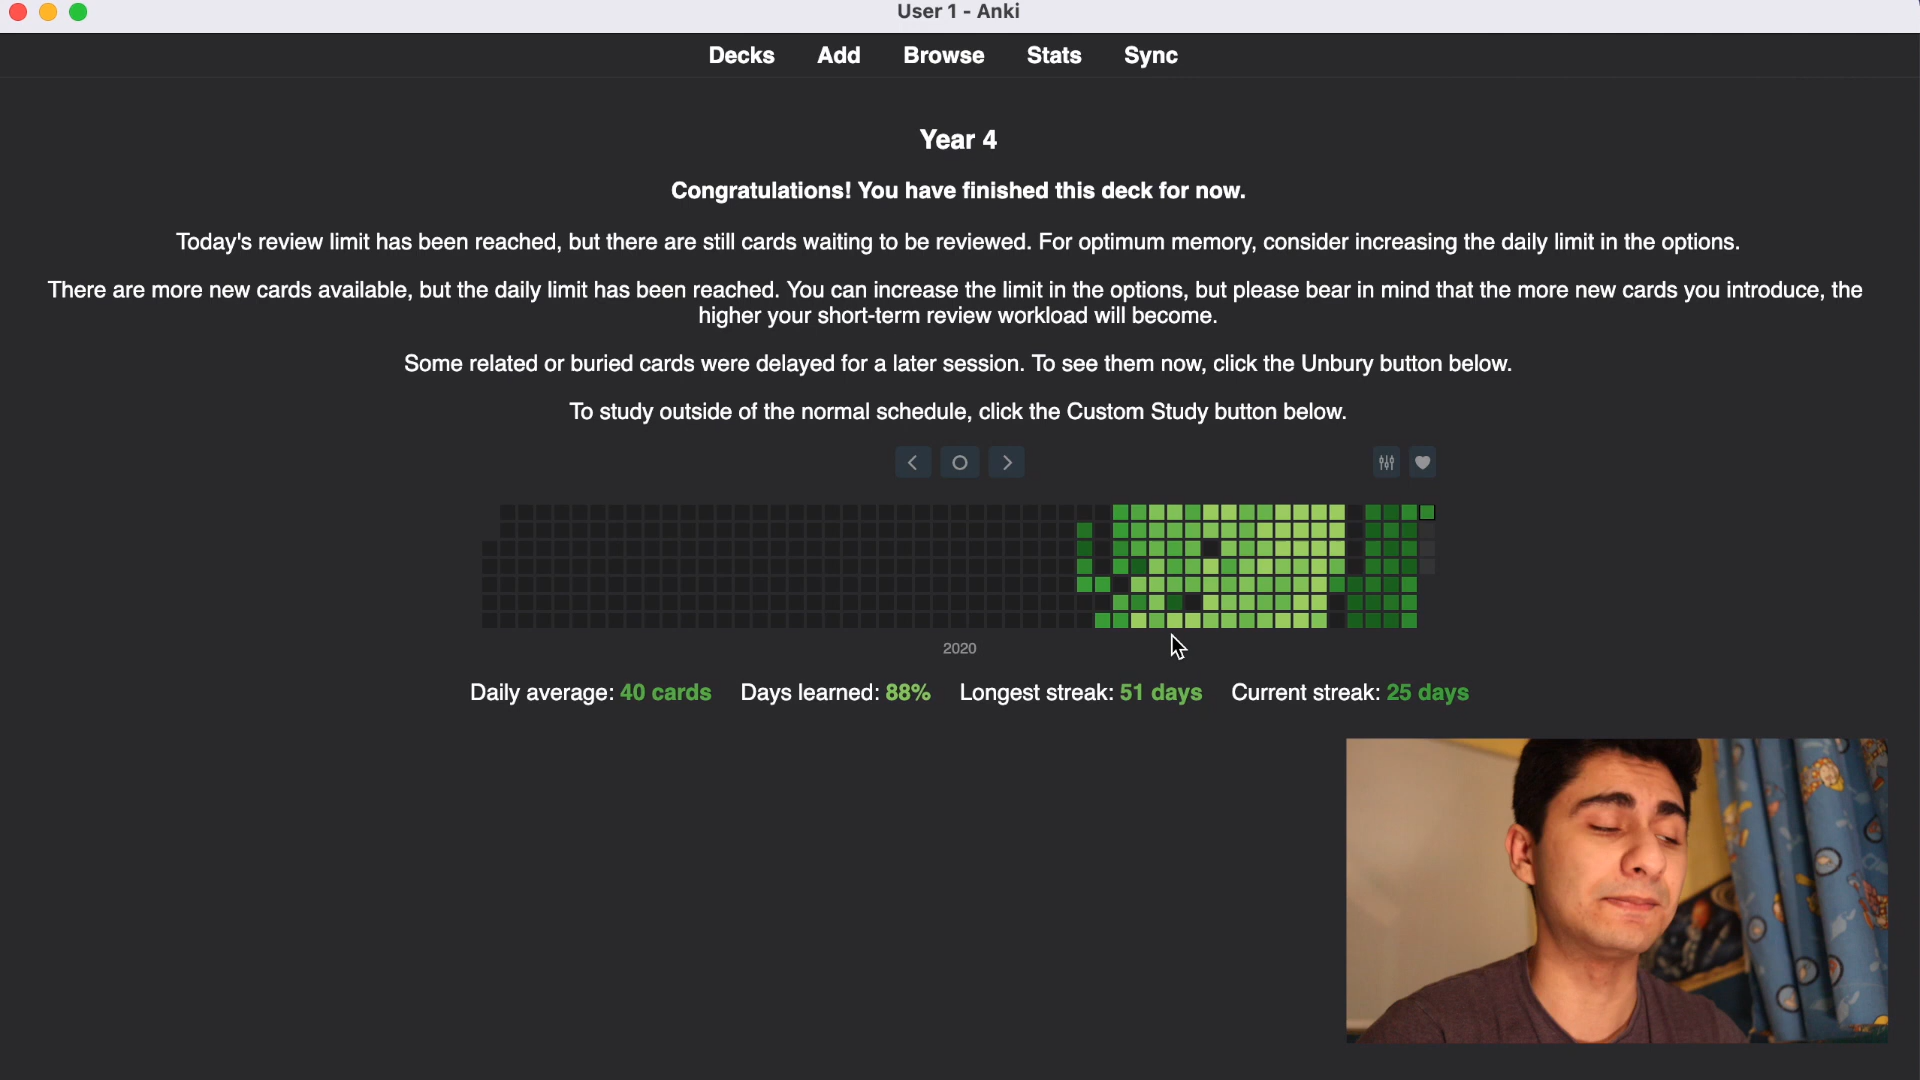 User 1 - Anki
Decks Add Browse Stats Sync
Year 4
Congratulations! You have finished this deck for now.
Today's review limit has been reached, but there are still cards waiting to be reviewed. For optimum memory, consider increasing the daily limit in the options.
There are more new cards available, but the daily limit has been reached. You can increase the limit in the options, but please bear in mind that the more new cards you introduce, the
higher your short-term review workload will become.
Some related or buried cards were delayed for a later session. To see them now, click the Unbury button below.
To study outside of the normal schedule, click the Custom Study button below.
2020
Daily average: 40 cards Days learned: 88% Longest streak: 51 days Current streak: 25 days